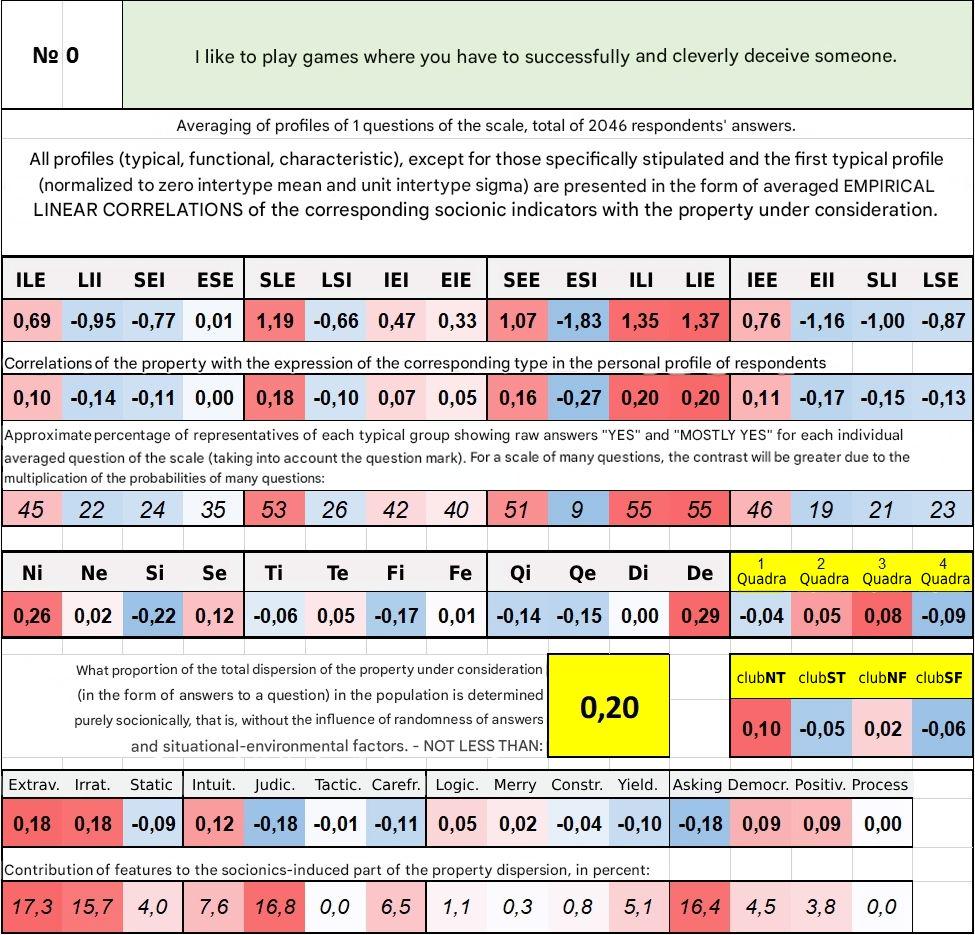 № 0
I like to play games where you have to successfully and cleverly deceive someone.
Averaging of profiles of 1 questions of the scale, total of 2046 respondents' answers.
All profiles (typical, functional, characteristic), except for those specifically stipulated and the first typical profile
(normalized to zero intertype mean and unit intertype sigma) are presented in the form of averaged EMPIRICAL
LINEAR CORRELATIONS of the corresponding socionic indicators with the property under consideration.
ILE LII SEI ESE SLE LSI IEI EIE SEE ESI ILI LIE IEE EII SLI LSE
0,69 -0,95 -0,77 0,01 1,19 -0,66 0,47 0,33 1,07 -1,83 1,35 1,37 0,76 -1,16 -1,00 -0,87
Correlations of the property with the expression of the corresponding type in the personal profile of respondents
0,10 -0,14 -0,11 0,00 0,18 -0,10 0,07 0,05 0,16 -0,27 0,20 0,20 0,11 -0,17 -0,15 -0,13
Approximate percentage of representatives of each typical group showing raw answers "YES" and "MOSTLY YES" for each individual
averaged question of the scale (taking into account the question mark). For a scale of many questions, the contrast will be greater due to the
multiplication of the probabilities of many questions:
45 22 24 35 53 26 42 40 51 9 55 55 46 19 21 23
Ni Ne Si Se Ti Te Fi Fe Qi Qe Di De 1 Quadra 2 Quadra 3 Quadra 4 Quadra
0,26 0,02 -0,22 0,12 -0,06 0,05 -0,17 0,01 -0,14 -0,15 0,00 0,29 -0,04 0,05 0,08 -0,09
What proportion of the total dispersion of the property under consideration
(in the form of answers to a question) in the population is determined
purely socionically, that is, without the influence of randomness of answers
and situational-environmental factors. - NOT LESS THAN:
0,20
clubNT clubST clubNF clubSF
0,10 -0,05 0,02 -0,06
Extrav. Irrat. Static Intuit. Judic. Tactic. Carefr. Logic. Merry Constr. Yield. Asking Democr. Positiv. Process
0,18 0,18 -0,09 0,12 -0,18 -0,01 -0,11 0,05 0,02 -0,04 -0,10 -0,18 0,09 0,09 0,00
Contribution of features to the socionics-induced part of the property dispersion, in percent:
17,3 15,7 4,0 7,6 16,8 0,0 6,5 1,1 0,3 0,8 5,1 16,4 4,5 3,8 0,0